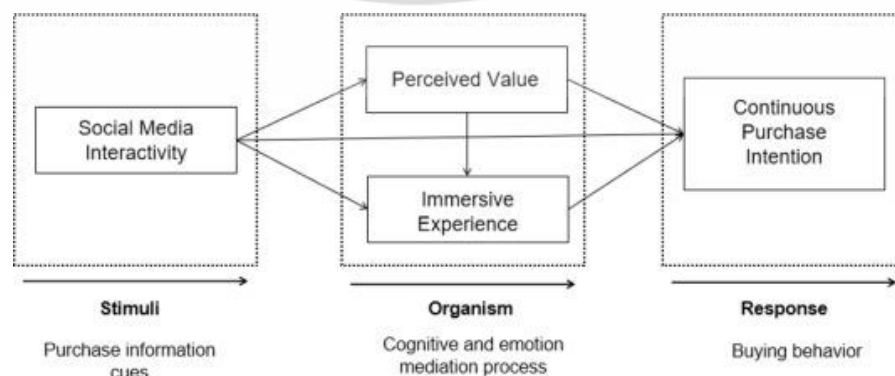 Social Media
Interactivity
Perceived Value
Immersive
Experience
Continuous
Purchase
Intention
Stimuli
Purchase information
cues
Organism
Cognitive and emotion
mediation process
Response
Buying behavior